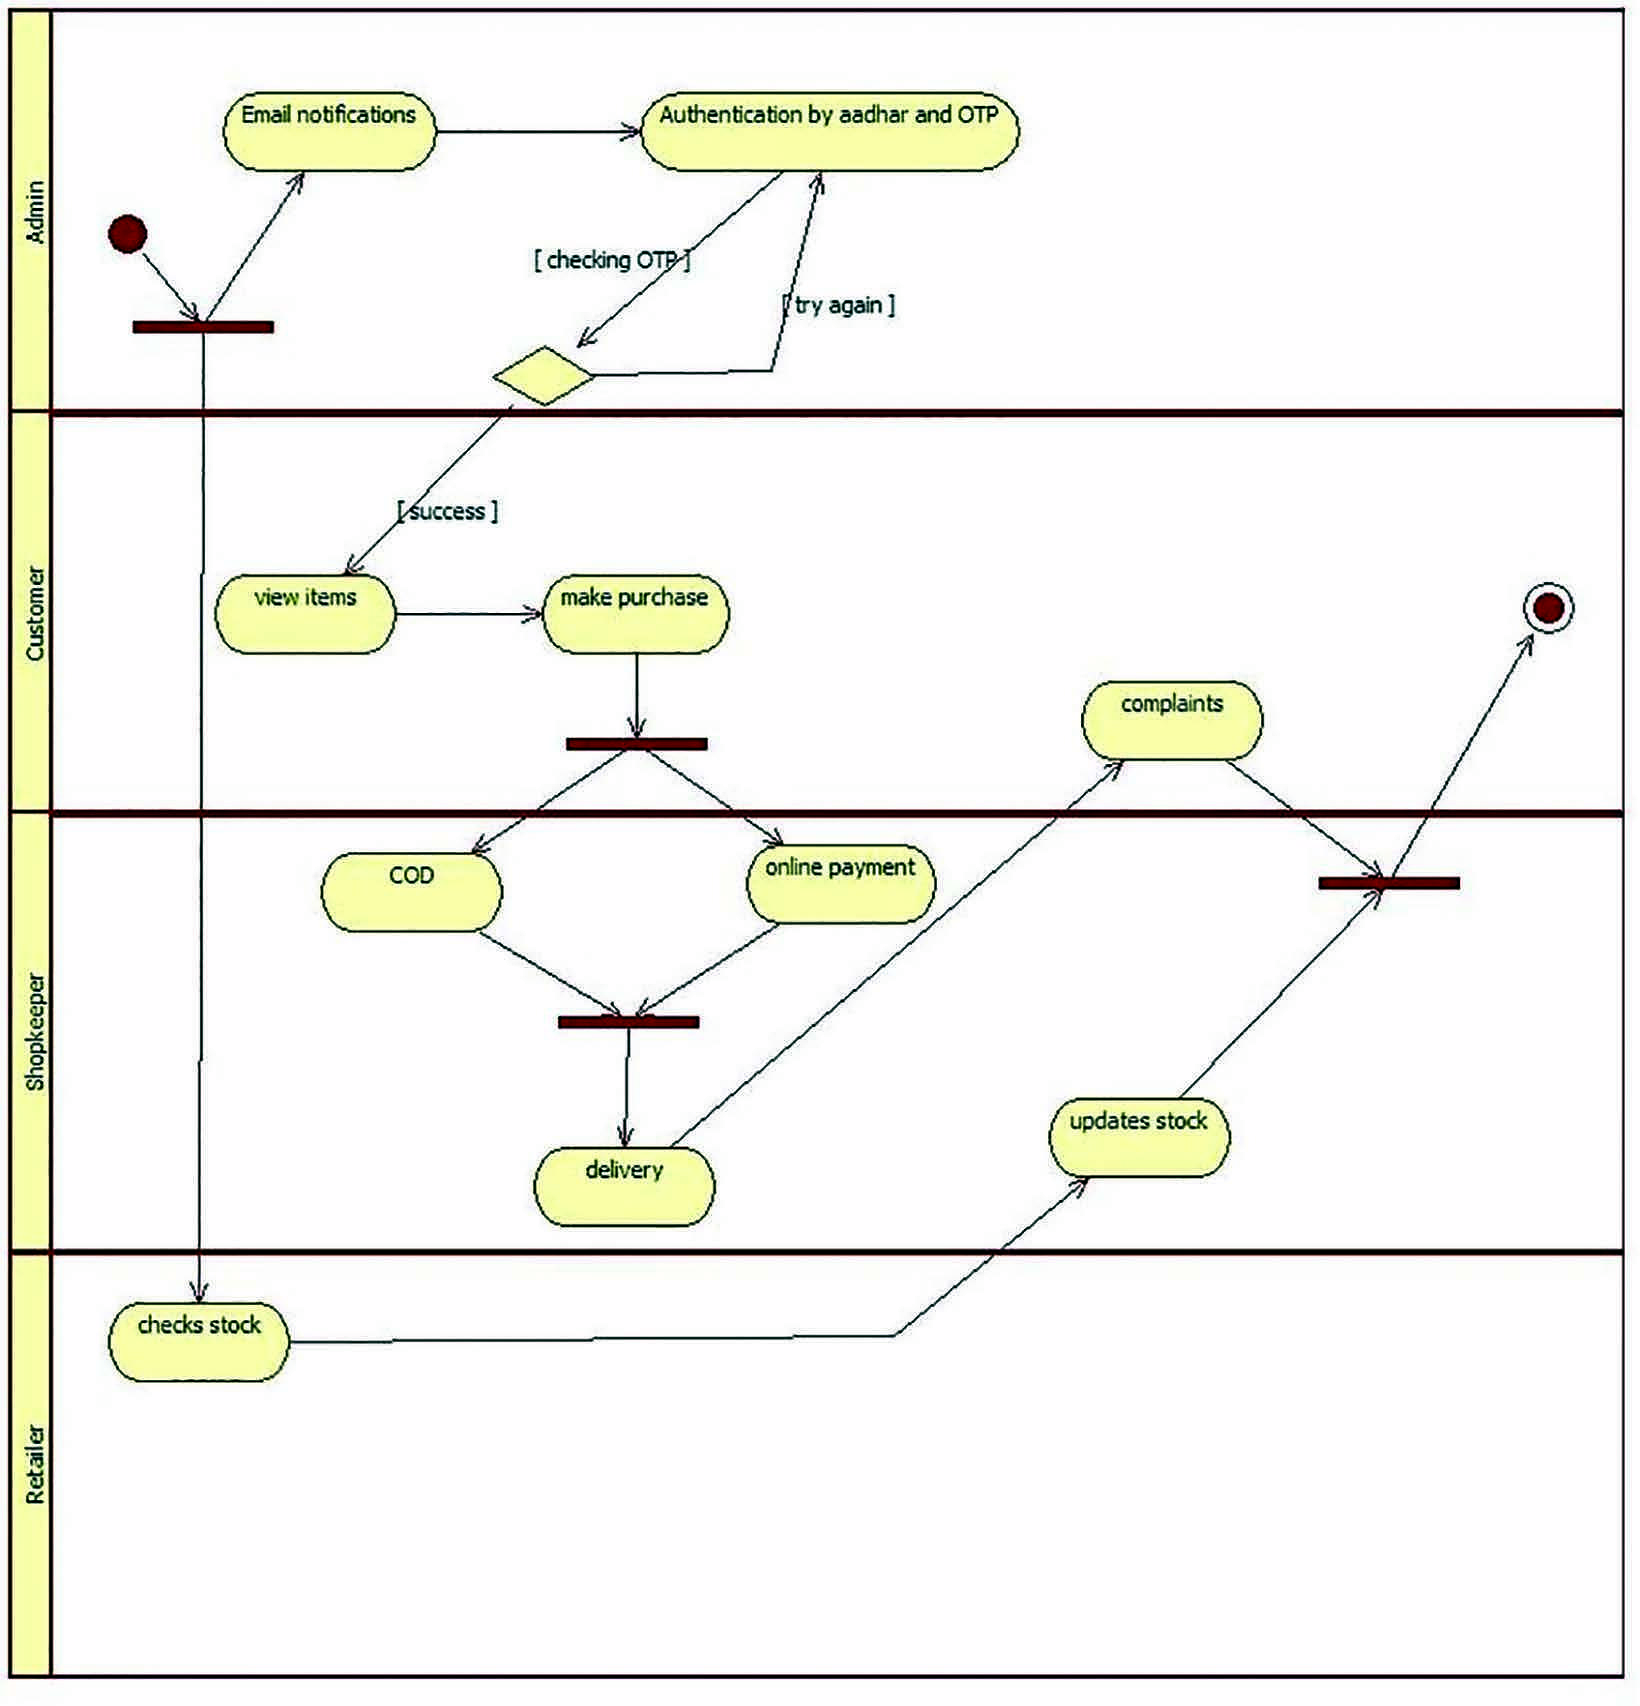 Admin
Email notifications
Authentication by aadhar and OTP
[ checking OTP ]
[ try again ]
Customer
[ success ]
view items
make purchase
complaints
Shopkeeper
COD
online payment
delivery
updates stock
Retailer
checks stock